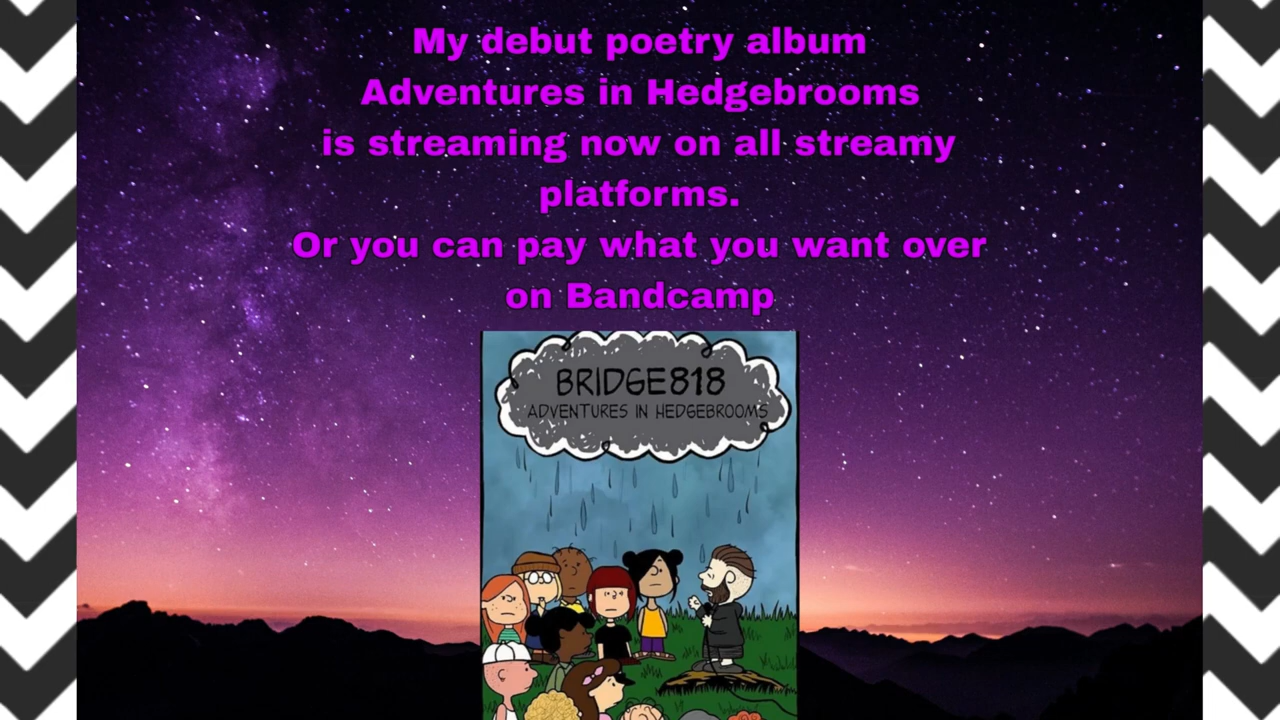 My debut poetry album
Adventures in Hedgebrooms
is streaming now on all streamy
platforms.
Or you can pay what you want over
on Bandcamp
BRIDGE818
ADVENTURES IN HEDGEBROOMS